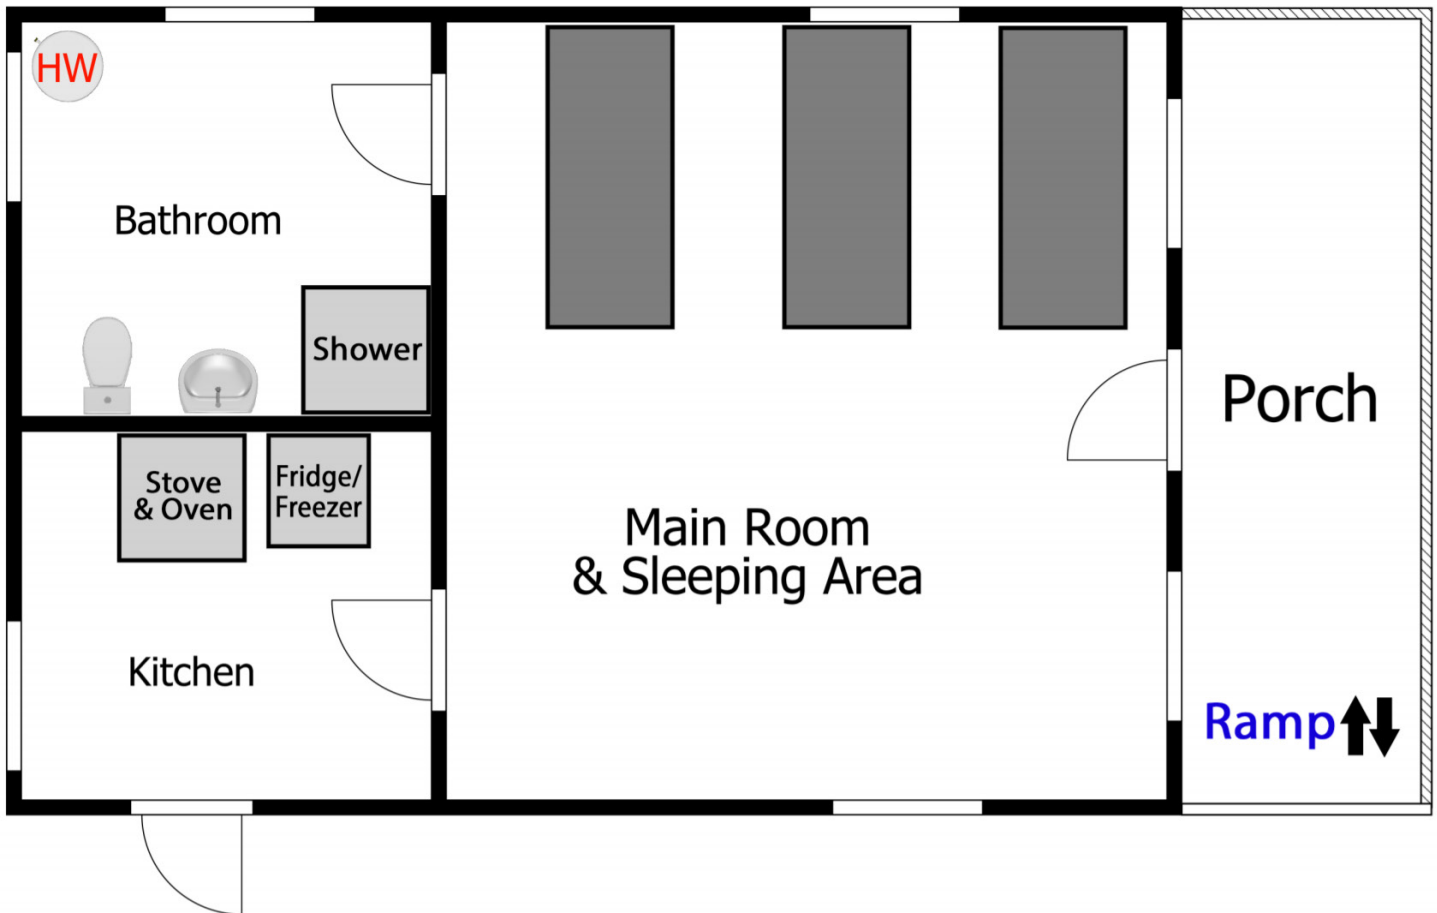 HW
Bathroom
Shower
Stove
& Oven
Fridge/
Freezer
Kitchen
Main Room
& Sleeping Area
Porch
Ramp